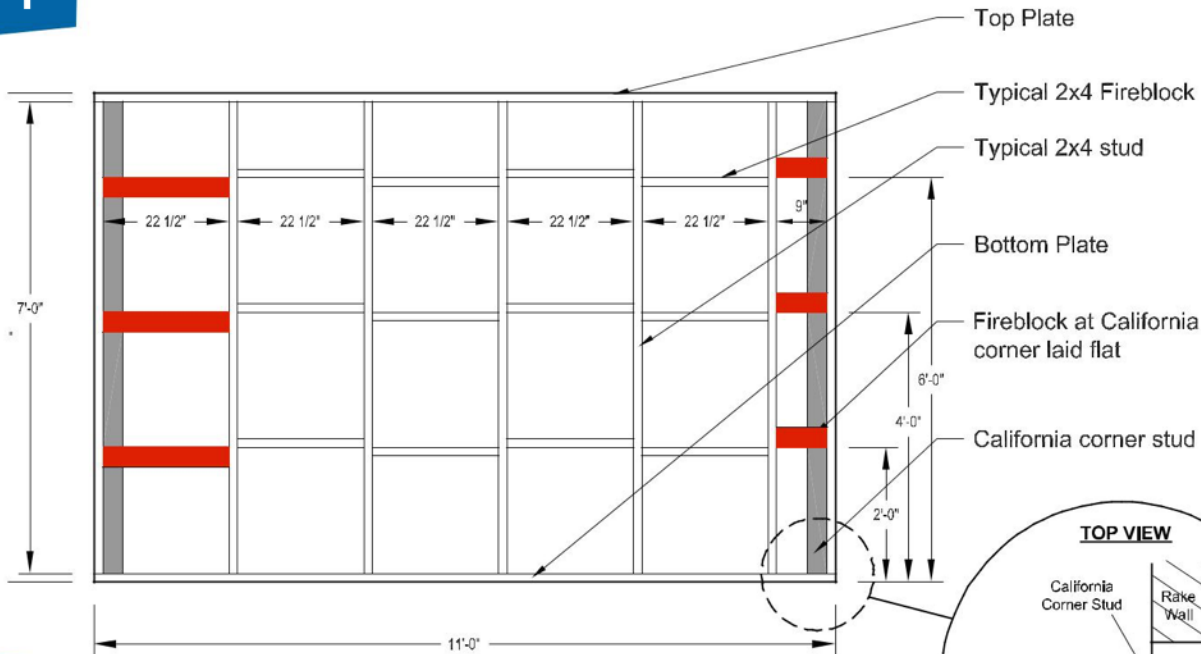 Top Plate
Typical 2x4 Fireblock
Typical 2x4 stud
9"
22 1/2"
22 1/2"
22 1/2"
22 1/2"
22 1/2"
Bottom Plate
7'-0"
Fireblock at California
corner laid flat
6'-0"
4'-0"
California corner stud
2'-0"
TOP VIEW
California
Corner Stud
Rake
Wall
11'-0"